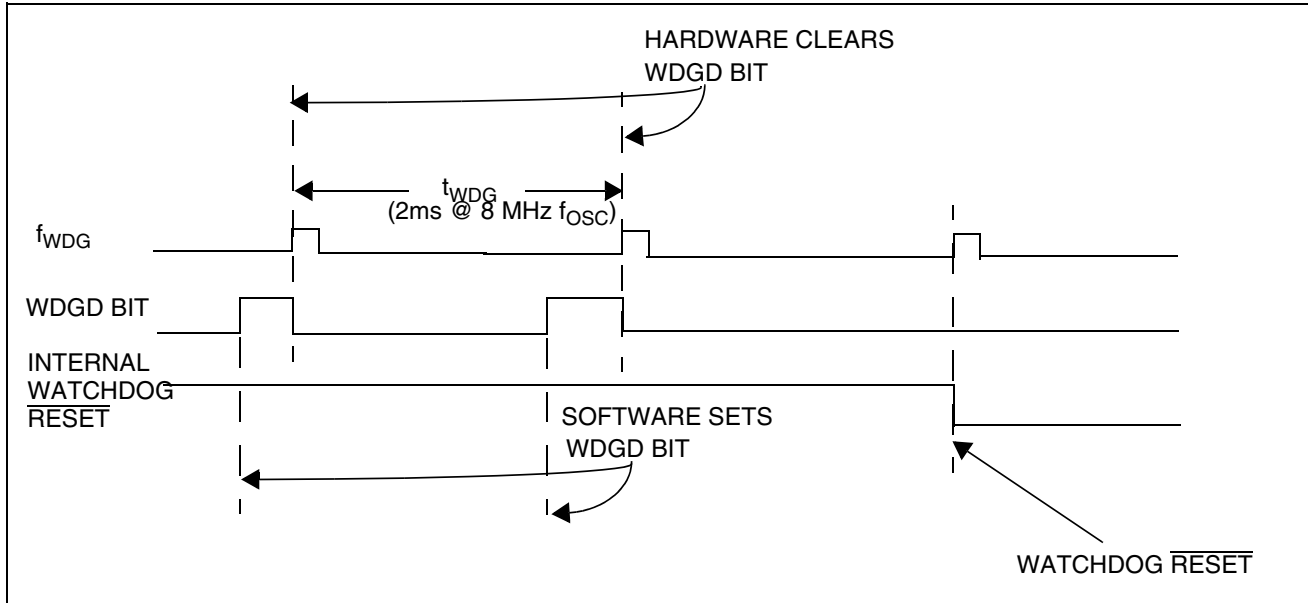 HARDWARE CLEARS
WDGD BIT
tWDG
(2ms @ 8 MHz fOSC)
fWDG
WDGD BIT
INTERNAL
WATCHDOG
RESET
SOFTWARE SETS
WDGD BIT
WATCHDOG RESET